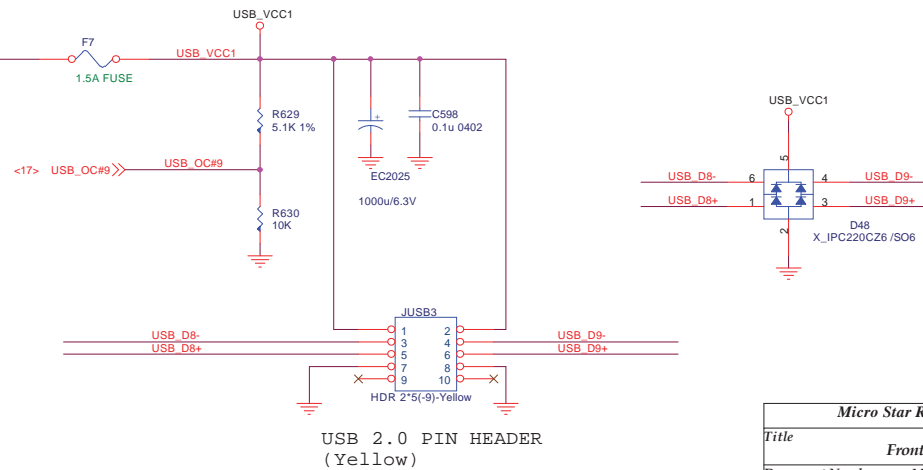 USB_VCC1
F7
USB_VCC1
1.5A FUSE
R629
5.1K 1%
C598
0.1u 0402
<17> USB_OC#9
USB_OC#9
EC2025
1000u/6.3V
R630
10K
USB_VCC1
5
USB_D8-
6
4
USB_D9-
USB_D8+
1
3
USB_D9+
2
D48
X_IPC220CZ6 /SO6
JUSB3
1
2
USB_D8-
3
4
USB_D9-
USB_D8+
5
6
USB_D9+
7
8
9
10
HDR 2*5(-9)-Yellow
USB 2.0 PIN HEADER
(Yellow)
Micro Star R
Title
Front